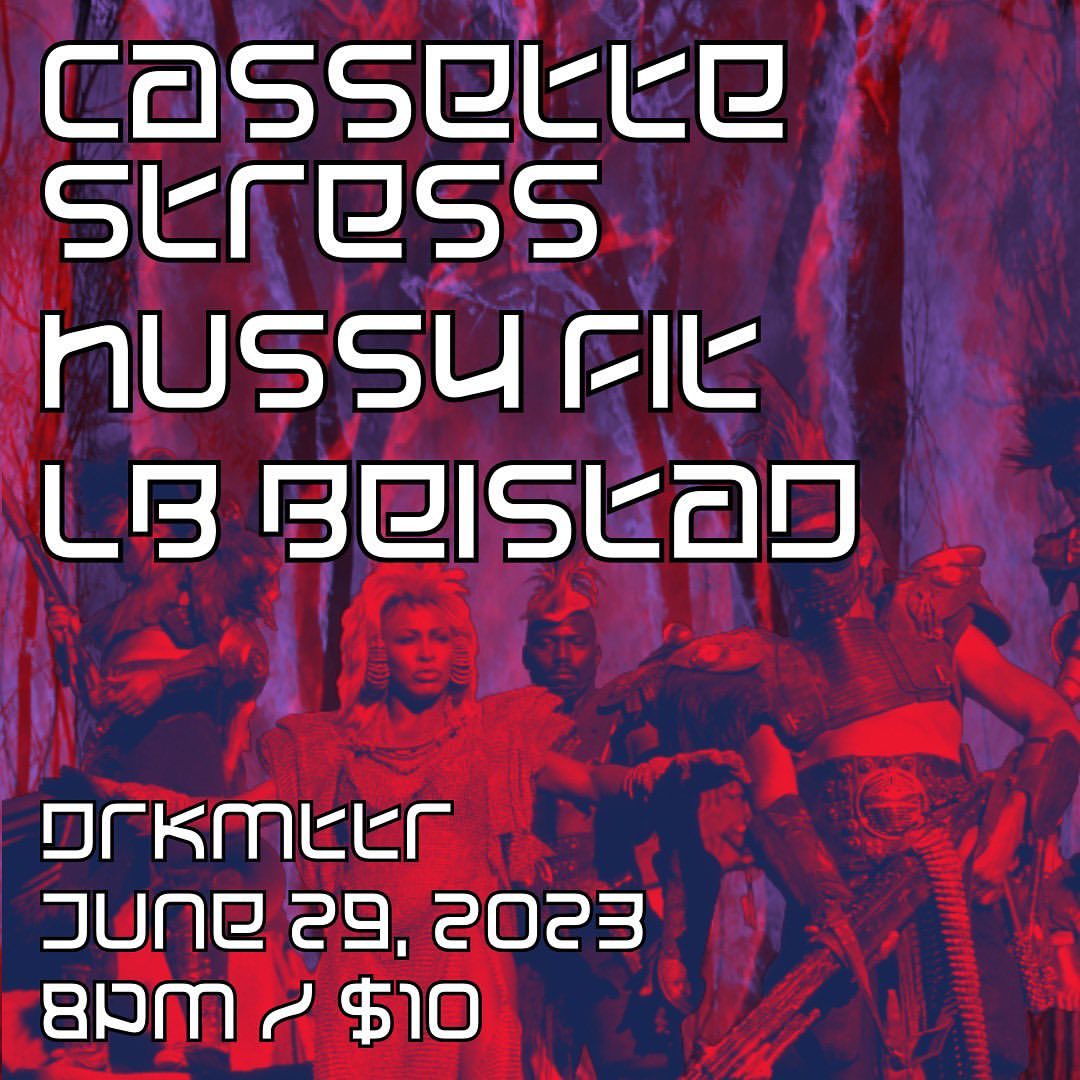 Cassette
Stress
Hussy Fit
LB Beistad
DRKMTTR
June 29, 2023
8PM / $10